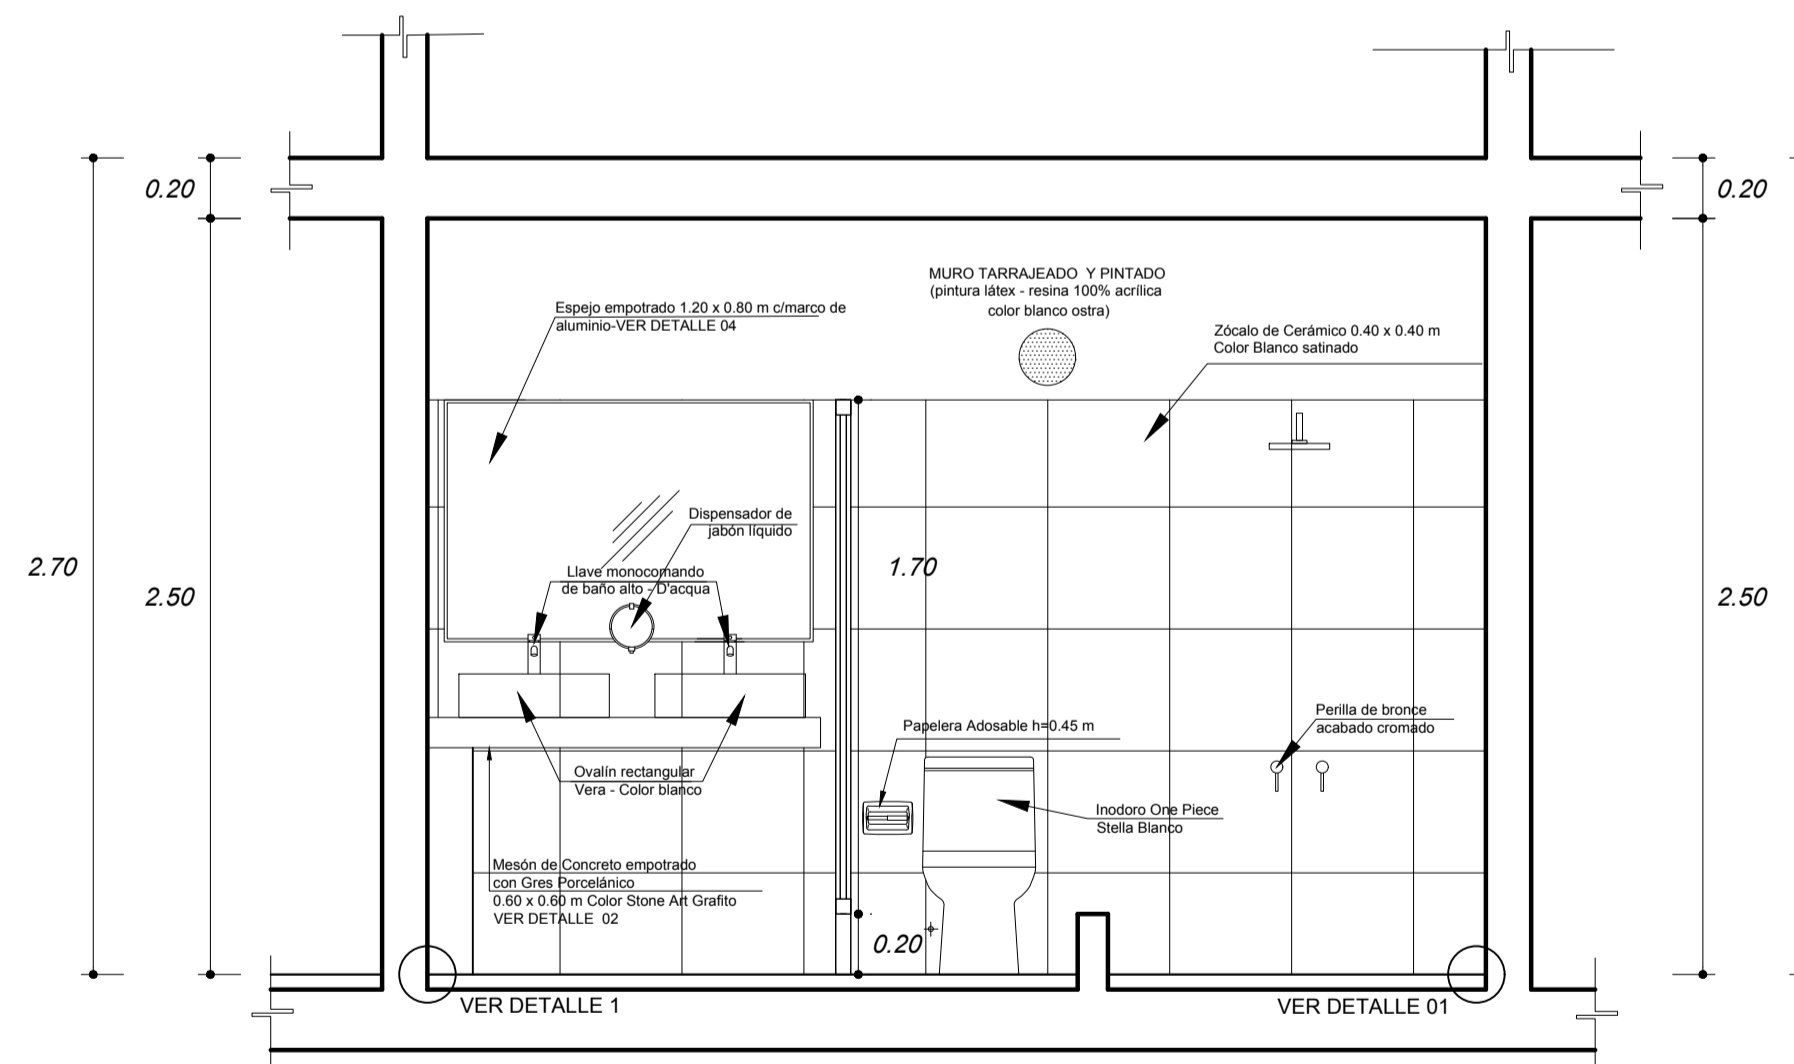 0.20
0.20
MURO TARRAJEADO Y PINTADO
(pintura látex - resina 100% acrílica
color blanco ostra)
Espejo empotrado 1.20 x 0.80 m c/marco de
aluminio-VER DETALLE 04
Zócalo de Cerámico 0.40 x 0.40 m
Color Blanco satinado
Dispensador de
jabón líquido
2.70
2.50
1.70
2.50
Llave monocomando
de baño alto - D'acqua
Papelera Adosable h=0.45 m
Perilla de bronce
acabado cromado
Ovalín rectangular
Vera - Color blanco
Inodoro One Piece
Stella Blanco
Mesón de Concreto empotrado
con Gres Porcelánico
0.60 x 0.60 m Color Stone Art Grafito
VER DETALLE 02
0.20
VER DETALLE 1
VER DETALLE 01